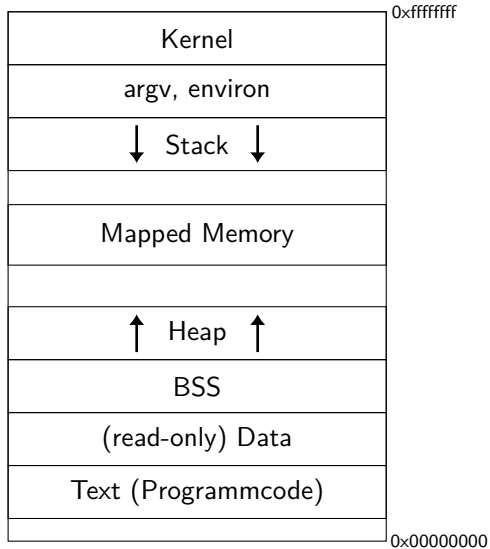 0xffffffff
Kernel
argv, environ
Stack
Mapped Memory
Heap
BSS
(read-only) Data
Text (Programmcode)
0x00000000